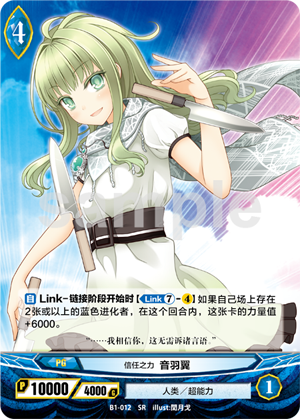 4
Sample
自 Link-链接阶段开始时【Link 7-4】如果自己场上存在
2张或以上的蓝色进化者，在这个回合内，这张卡的力量值
+6000。
“……我相信你，这无需诉诸言语。”
P6 信任之力 音羽翼
P 10000 / 4000 G 人类／超能力 1
B1-012 SR illust:閏月戈